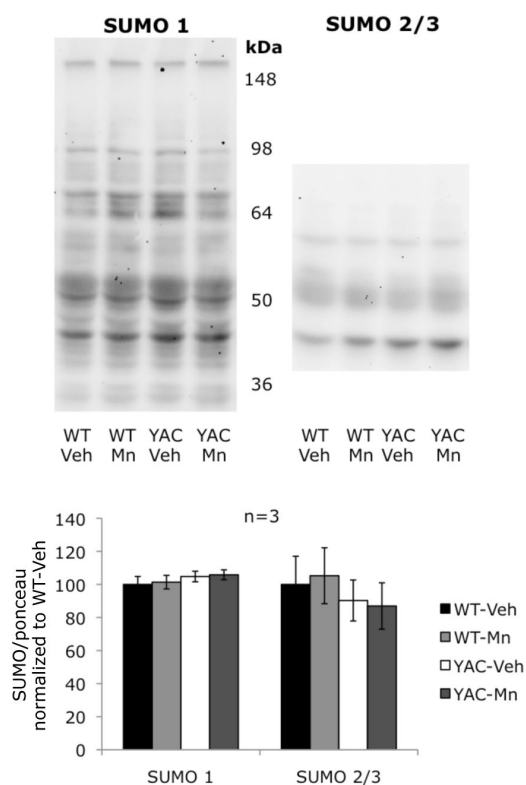 SUMO 1
SUMO 2/3
kDa
148
98
64
50
36
WT WT YAC YAC
Veh Mn Veh Mn
WT WT YAC YAC
Veh Mn Veh Mn
n=3
SUMO/ponceau
normalized to WT-Veh
140
120
100
80
60
40
20
0
SUMO 1
SUMO 2/3
WT-Veh
WT-Mn
YAC-Veh
YAC-Mn